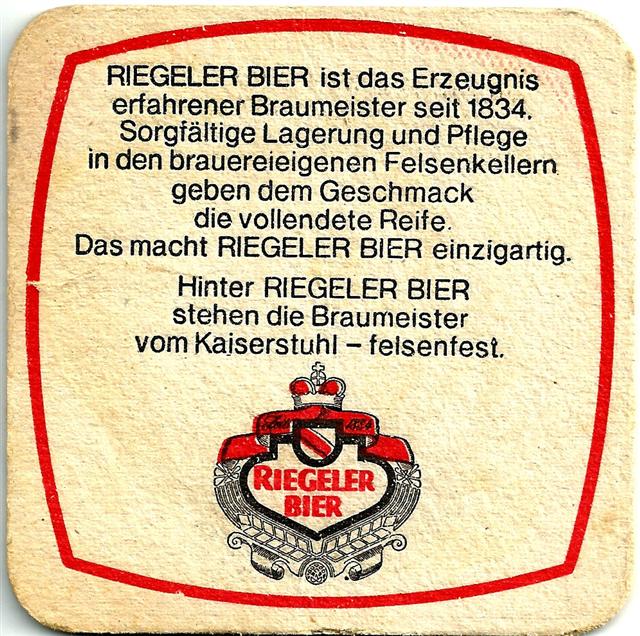 RIEGELER BIER ist das Erzeugnis
erfahrener Braumeister seit 1834.
Sorgfältige Lagerung und Pflege
in den brauereieigenen Felsenkellern
geben dem Geschmack
die vollendete Reife.
Das macht RIEGELER BIER einzigartig.
Hinter RIEGELER BIER
stehen die Braumeister
vom Kaiserstuhl – felsenfest.
1834
RIEGELER
BIER